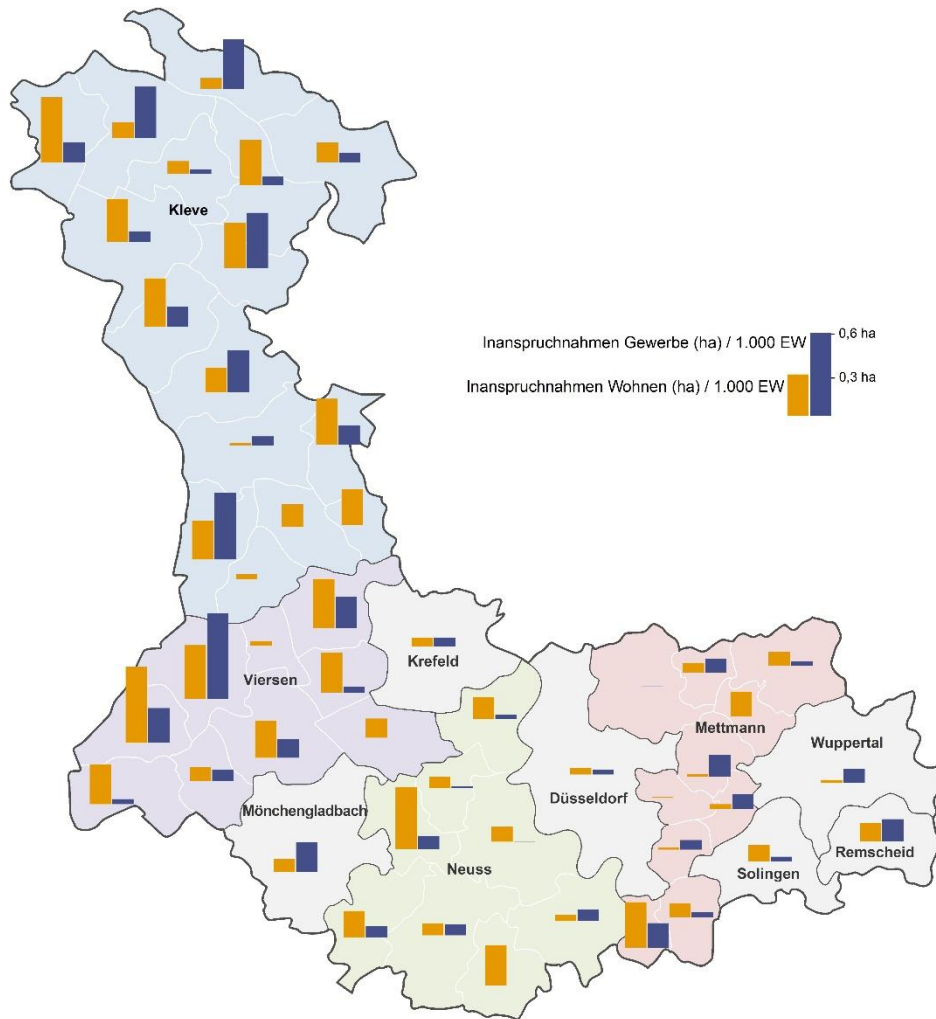 Kleve
Inanspruchnahmen Gewerbe (ha) / 1.000 EW
0,6 ha
Inanspruchnahmen Wohnen (ha) / 1.000 EW
0,3 ha
Krefeld
Viersen
Mettmann
Wuppertal
Düsseldorf
Mönchengladbach
Remscheid
Neuss
Solingen